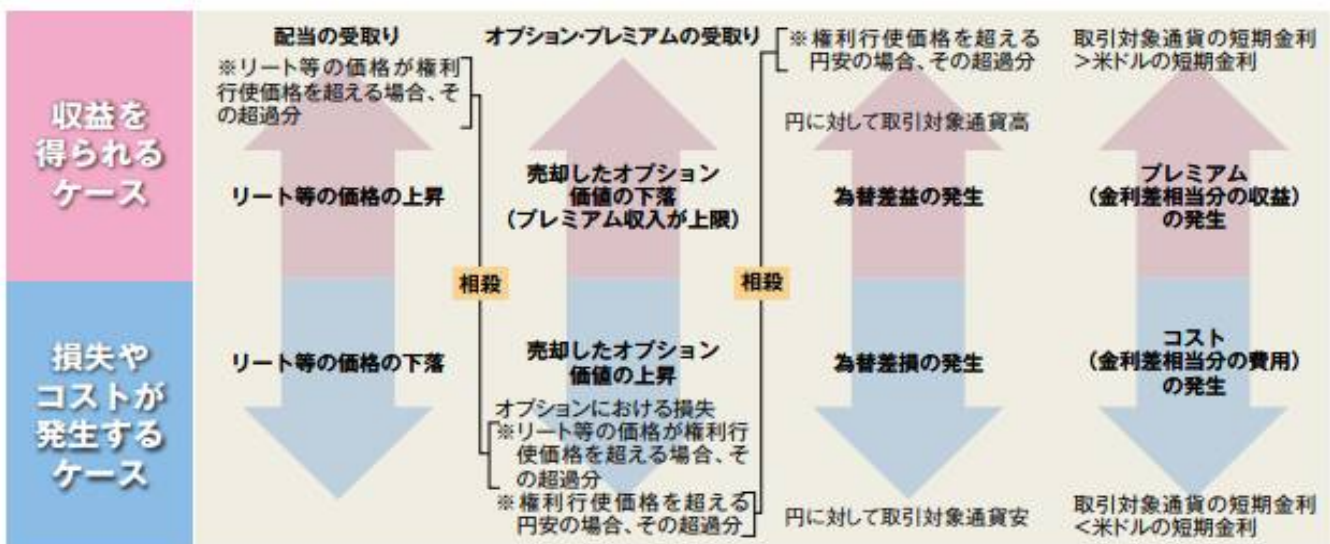 収益を
得られる
ケース
配当の受取り
※リート等の価格が権利
行使価格を超える場合、そ
の超過分
リート等の価格の上昇
オプション・プレミアムの受取り
売却したオプション
価値の下落
(プレミアム収入が上限)
※権利行使価格を超える
円安の場合、その超過分
円に対して取引対象通貨高
為替差益の発生
取引対象通貨の短期金利
>米ドルの短期金利
プレミアム
(金利差相当分の収益)
の発生
相殺
相殺
損失や
コストが
発生する
ケース
リート等の価格の下落
売却したオプション
価値の上昇
オプションにおける損失
※リート等の価格が権利行
使価格を超える場合、そ
の超過分
※権利行使価格を超える
円安の場合、その超過分
為替差損の発生
円に対して取引対象通貨安
コスト
(金利差相当分の費用)
の発生
取引対象通貨の短期金利
<米ドルの短期金利